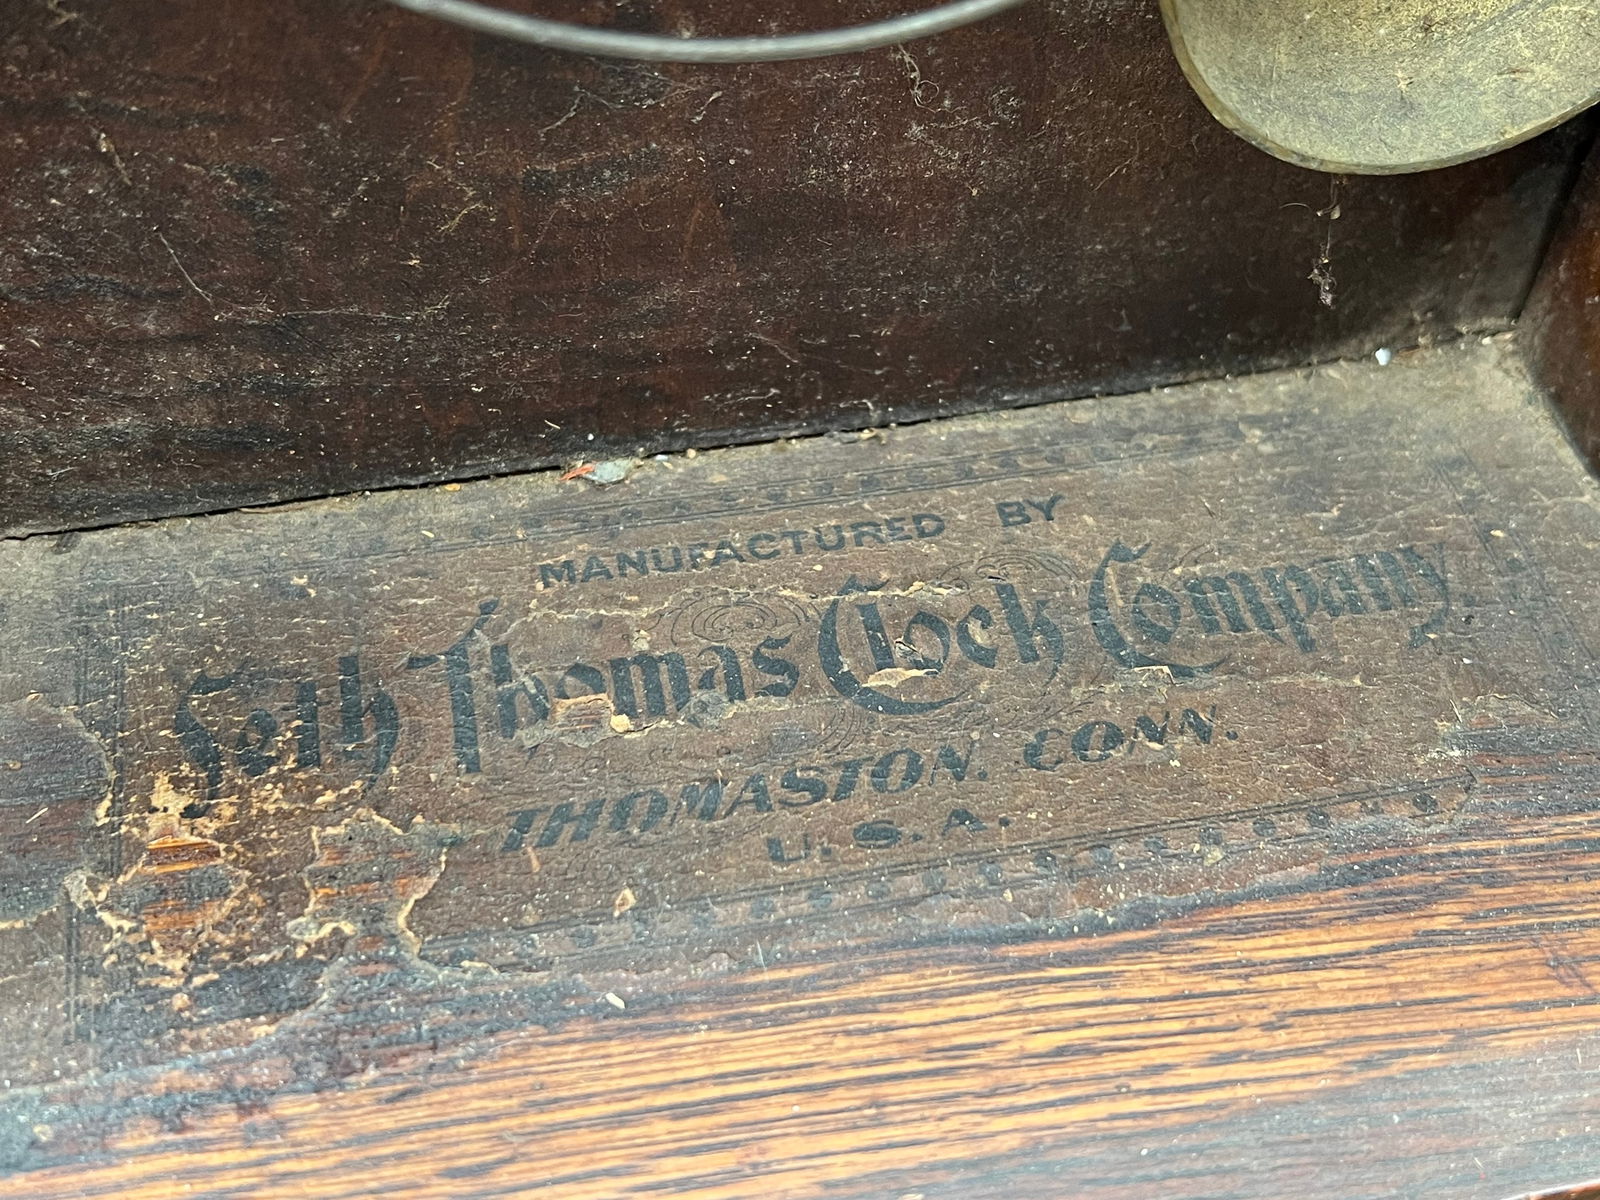 MANUFACTURED BY
Seth Thomas Clock Company,
THOMASTON. CONN.
U. S. A.